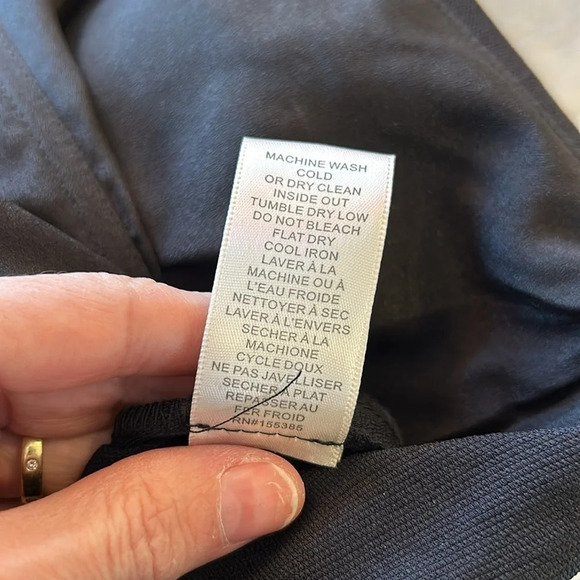 MACHINE WASH
COLD
OR DRY CLEAN
INSIDE OUT
TUMBLE DRY LOW
DO NOT BLEACH
FLAT DRY
COOL IRON
LAVER À LA
MACHINE OU À
L'EAU FROIDE
NETTOYER À SEC
LAVER À L'ENVERS
SECHER À LA
MACHIONE
CYCLE DOUX
NE PAS JAVELLISER
SECHER À PLAT
REPASSER AU
FER FROID
RN#155385